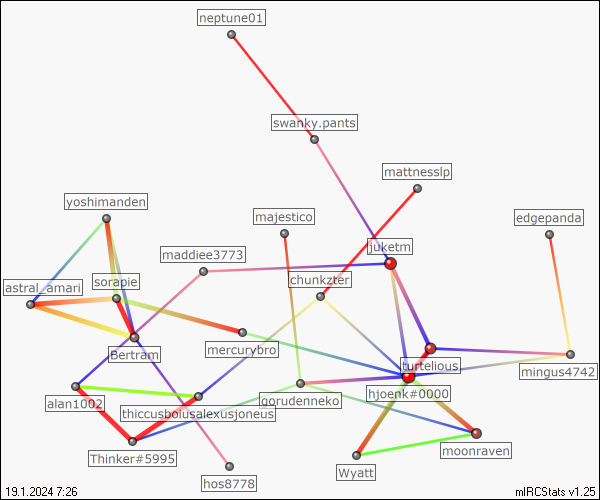 neptune01
swanky.pants
mattnesslp
yoshimanden
majestico
edgepanda
juketm
maddiee3773
chunkzter
astral_amari
sorapie
mercurybro
Bertram
turtelious
mingus4742
hjoenk#0000
gorudenneko
alan1002
thiccusboiusalexusjoneus
moonraven
Thinker#5995
Wyatt
hos8778
19.1.2024 7:26
mIRCStats v1.25